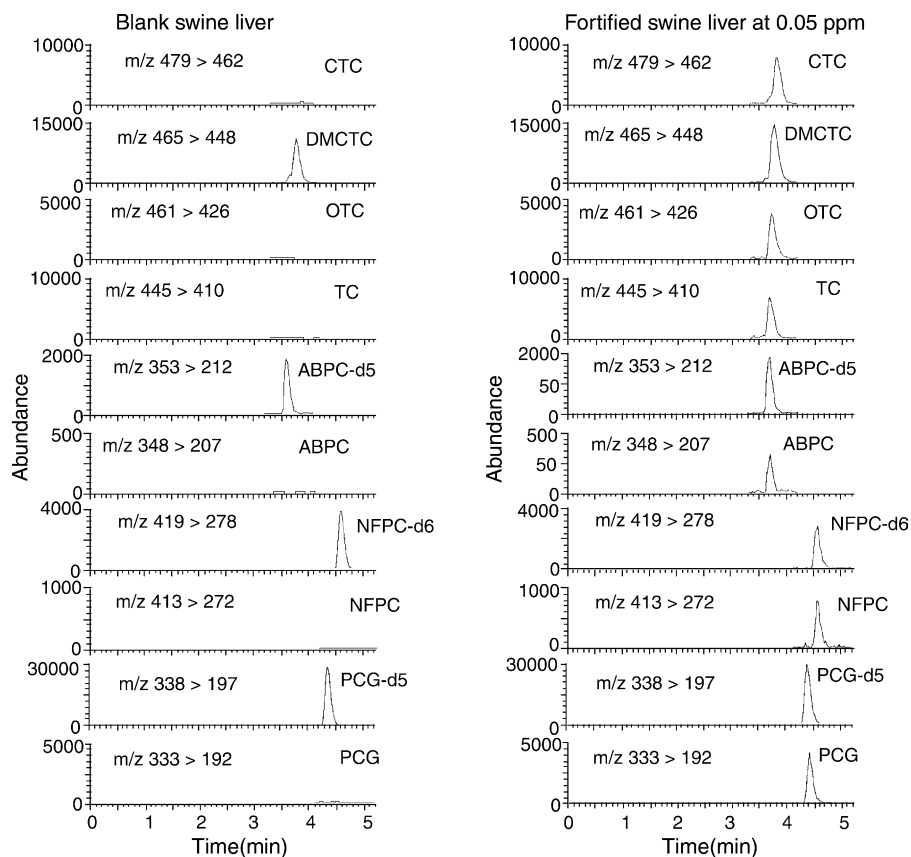 Blank swine liver
10000
m/z 479 > 462
CTC
0
15000
m/z 465 > 448
DMCTC
0
5000
m/z 461 > 426
OTC
0
10000
m/z 445 > 410
TC
0
2000
m/z 353 > 212
ABPC-d5
0
500
m/z 348 > 207
ABPC
0
4000
m/z 419 > 278
NFPC-d6
0
1000
m/z 413 > 272
NFPC
0
30000
m/z 338 > 197
PCG-d5
0
5000
m/z 333 > 192
PCG
0
0 1 2 3 4 5
Time(min)
Abundance
Fortified swine liver at 0.05 ppm
10000
m/z 479 > 462
CTC
0
15000
m/z 465 > 448
DMCTC
0
5000
m/z 461 > 426
OTC
0
10000
m/z 445 > 410
TC
0
2000
m/z 353 > 212
ABPC-d5
50
0
500
m/z 348 > 207
ABPC
50
0
4000
m/z 419 > 278
NFPC-d6
0
1000
m/z 413 > 272
NFPC
0
30000
m/z 338 > 197
PCG-d5
0
5000
m/z 333 > 192
PCG
0
0 1 2 3 4 5
Time(min)
Abundance